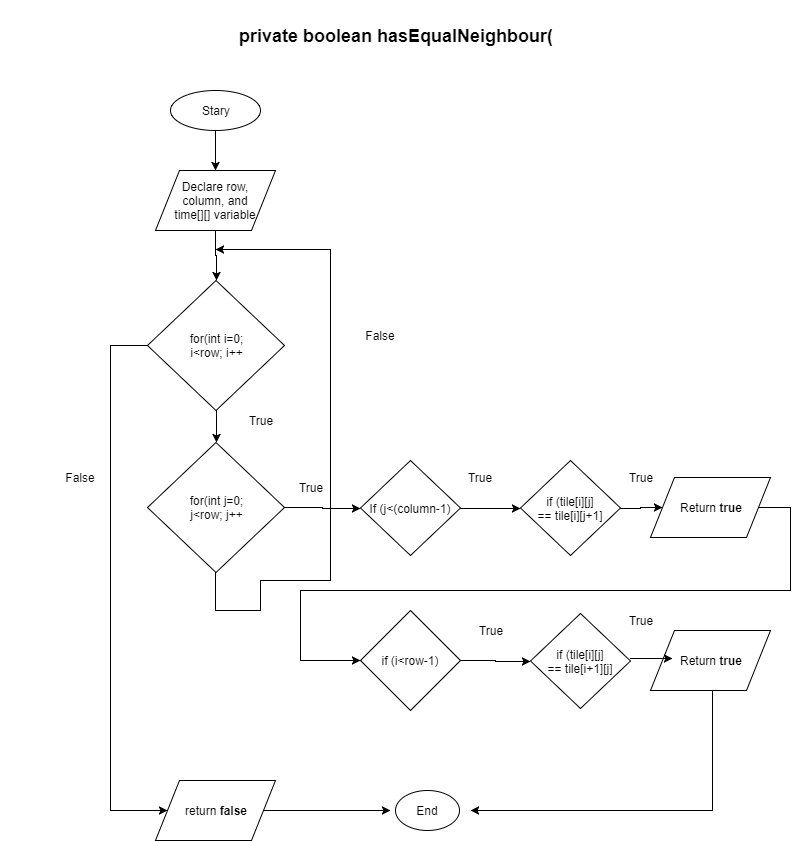 private boolean hasEqualNeighbour(
Stary
Declare row,
column, and
time[][] variable
for(int i=0;
i<row; i++
False
True
False
for(int j=0;
j<row; j++
True
If (j<(column-1)
True
if (tile[i][j]
== tile[i][j+1]
True
Return true
if (i<row-1)
True
if (tile[i][j]
== tile[i+1][j]
True
Return true
return false
End